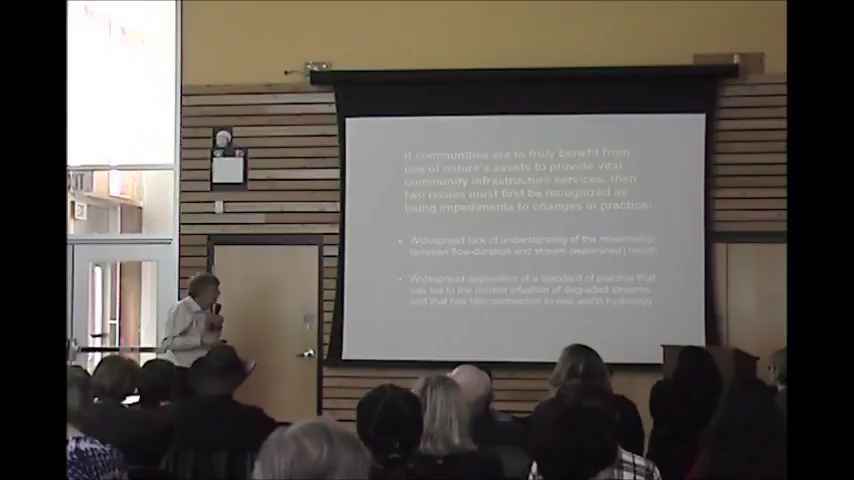 If communities are to truly benefit from
use of nature's assets to provide vital
community infrastructure services, then
two issues must first be recognized as
being impediments to changes in practice:
• Widespread lack of understanding of the relationship
between flow-duration and stream (watershed) health
• Widespread application of a standard of practice that
has led to the current situation of degraded streams,
and that has little connection to real-world hydrology